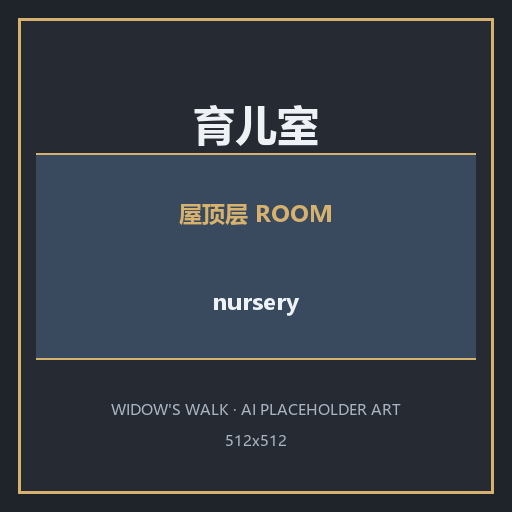 育儿室
屋顶层 ROOM
nursery
WIDOW'S WALK · AI PLACEHOLDER ART
512x512